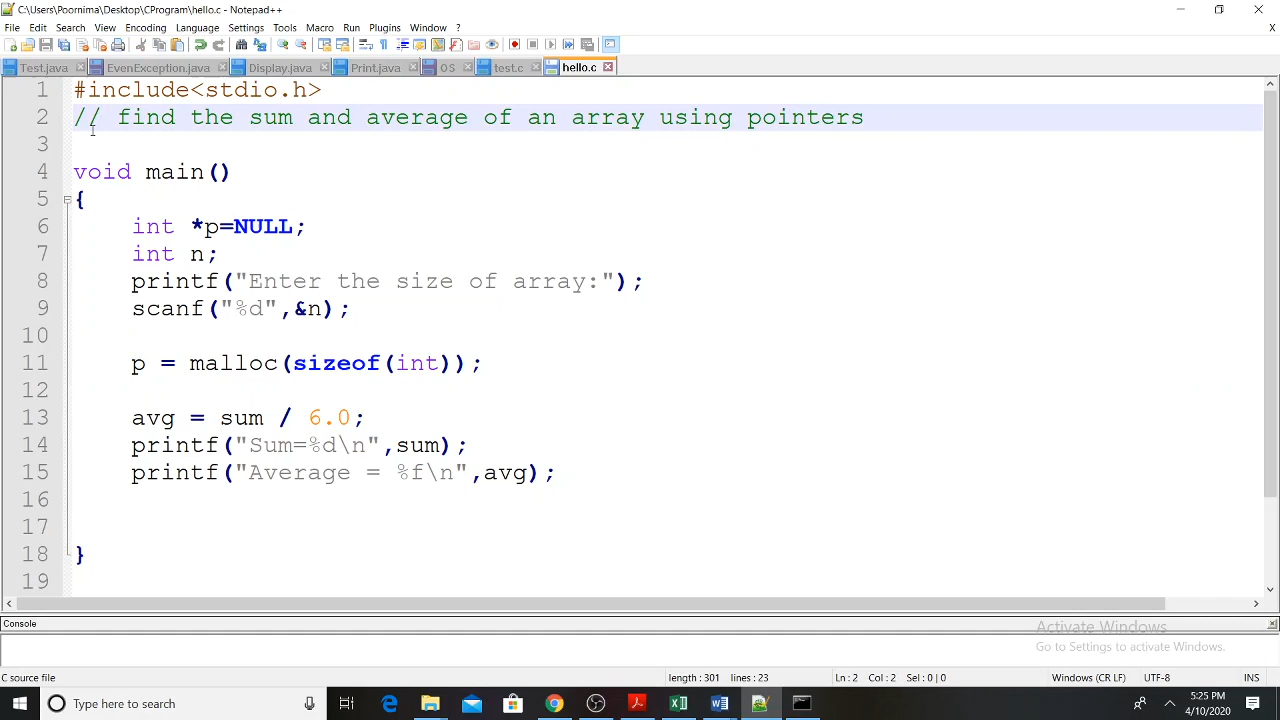 C:\Users\Poornima\Desktop\CProgram\hello.c - Notepad++
File Edit Search View Encoding Language Settings Tools Macro Run Plugins Window ? X
Test.java EvenException.java Display.java Print.java OS test.c hello.c
1 #include<stdio.h>
2 // find the sum and average of an array using pointers
3
4 void main()
5 {
6 int *p=NULL;
7 int n;
8 printf("Enter the size of array:");
9 scanf("%d",&n);
10
11 p = malloc(sizeof(int));
12
13 avg = sum / 6.0;
14 printf("Sum=%d\n",sum);
15 printf("Average = %f\n",avg);
16
17
18 }
19
Console
Activate Windows
Go to Settings to activate Windows.
C source file length : 301 lines : 23 Ln : 2 Col : 2 Sel : 0 | 0 Windows (CR LF) UTF-8 INS
Type here to search
5:25 PM
4/10/2020